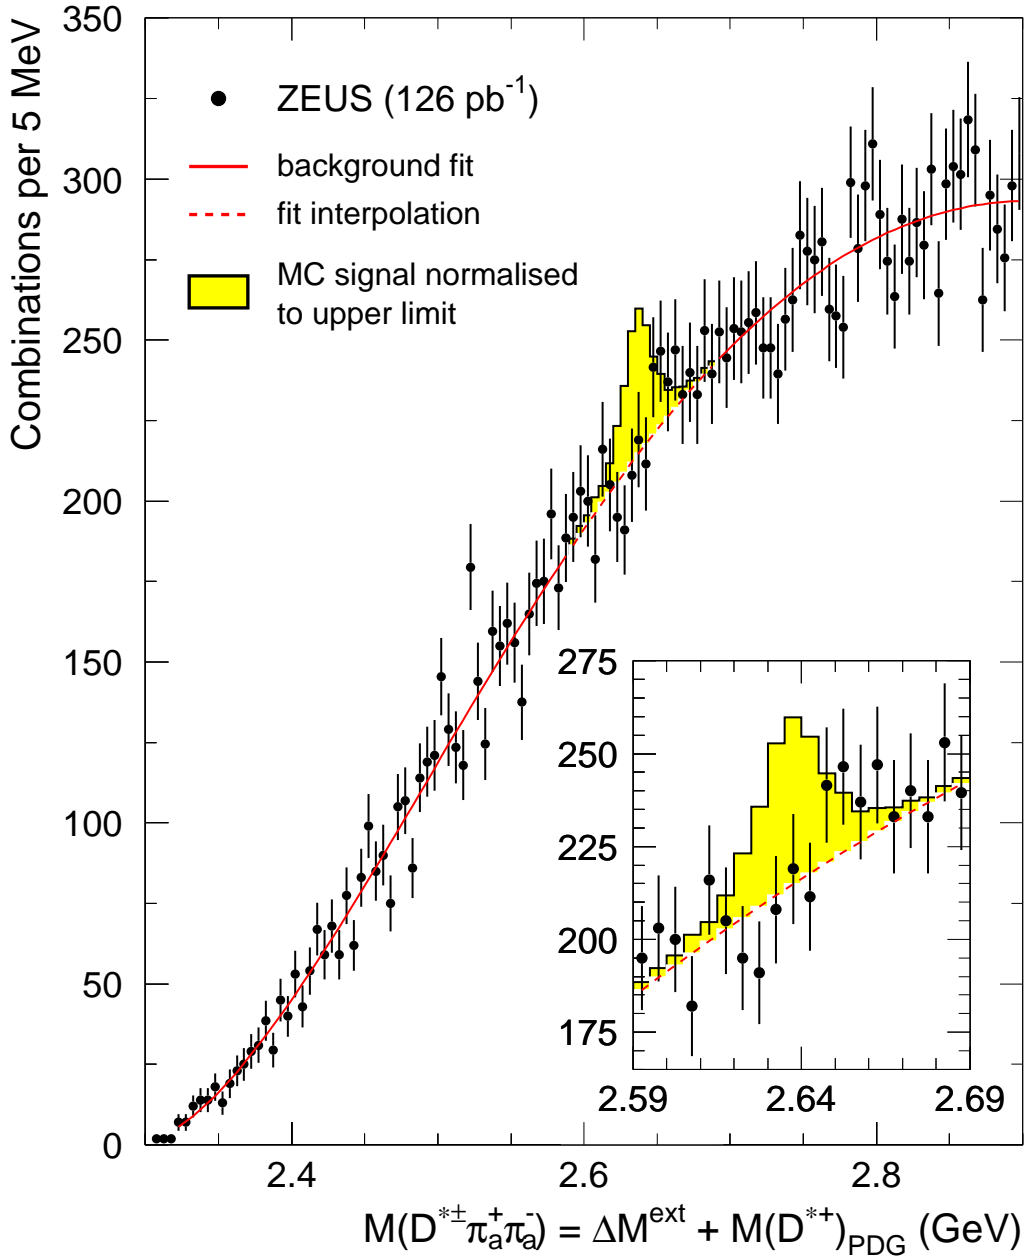 Combinations per 5 MeV
350
300
250
200
150
100
50
0
ZEUS (126 pb⁻¹)
background fit
fit interpolation
MC signal normalised
to upper limit
275
250
225
200
175
2.59 2.64 2.69
2.4 2.6 2.8
M(D*±πₐ⁺πₐ⁻) = ΔMᵉˣᵗ + M(D*⁺)PDG (GeV)